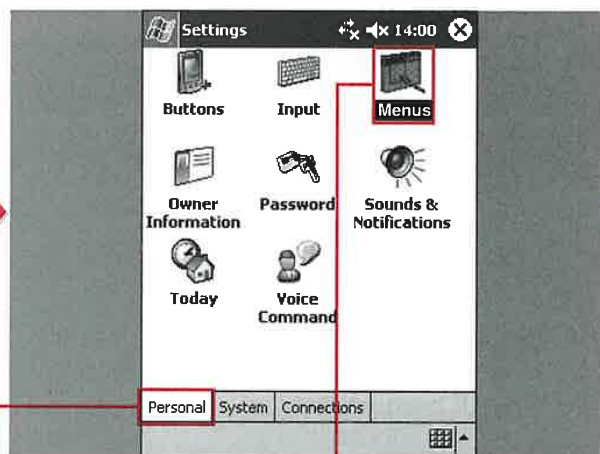 Settings 14:00
Buttons Input Menus
Owner Information Password Sounds & Notifications
Today Voice Command
Personal System Connections